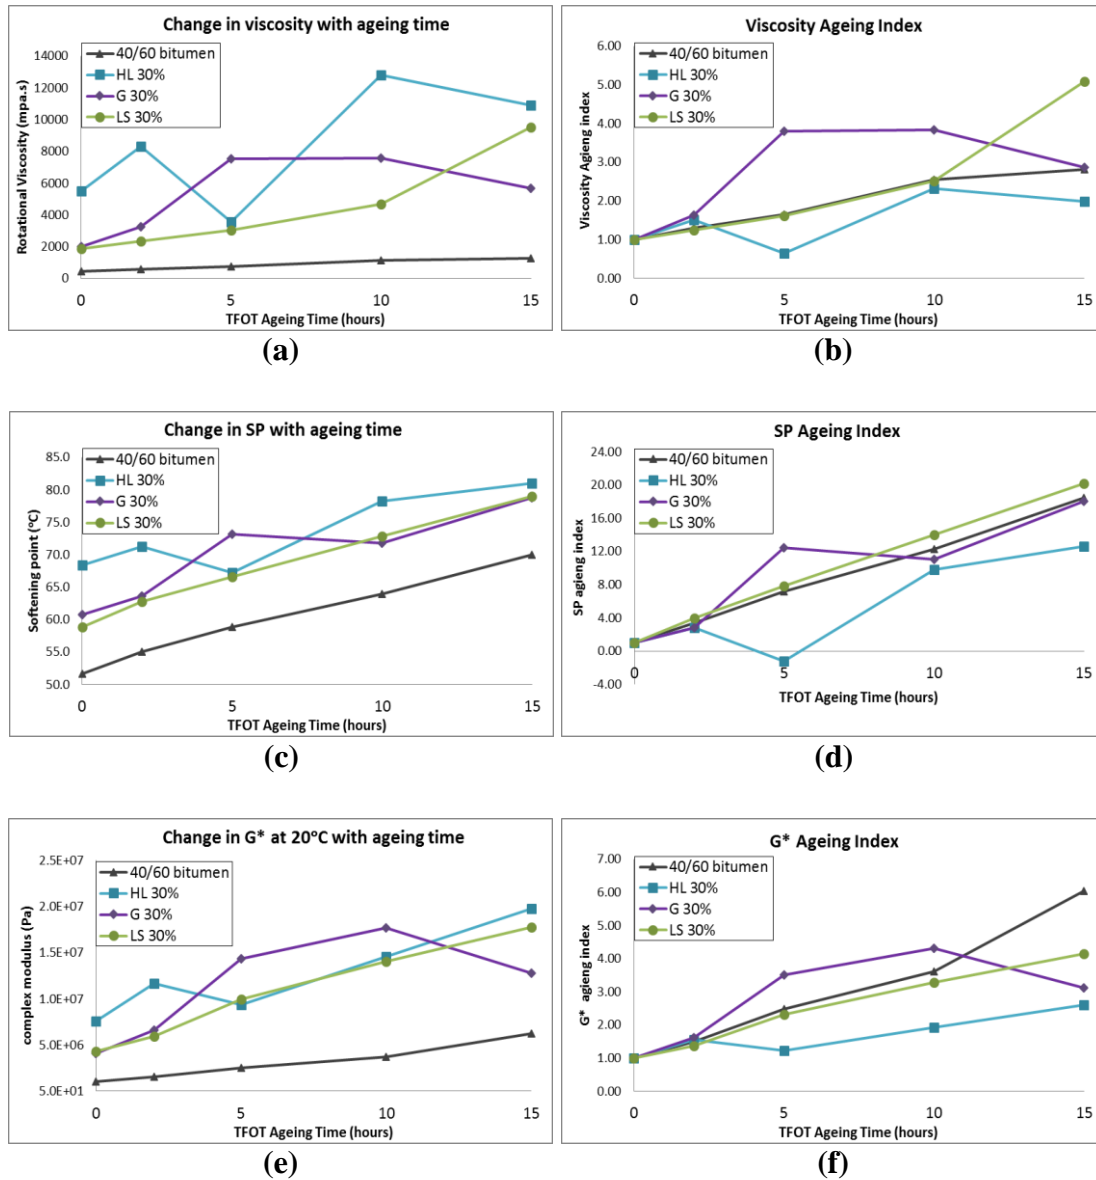 Change in viscosity with ageing time
40/60 bitumen
HL 30%
G 30%
LS 30%
Rotational Viscosity (mpa.s)
14000
12000
10000
8000
6000
4000
2000
0
0 5 10 15
TFOT Ageing Time (hours)
(a)
Viscosity Ageing Index
40/60 bitumen
HL 30%
G 30%
LS 30%
Viscosity Agieng index
6.00
5.00
4.00
3.00
2.00
1.00
0.00
0 5 10 15
TFOT Ageing Time (hours)
(b)
Change in SP with ageing time
40/60 bitumen
HL 30%
G 30%
LS 30%
Softening point (°C)
85.0
80.0
75.0
70.0
65.0
60.0
55.0
50.0
0 5 10 15
TFOT Ageing Time (hours)
(c)
SP Ageing Index
40/60 bitumen
HL 30%
G 30%
LS 30%
SP agieng index
24.00
20.00
16.00
12.00
8.00
4.00
0.00
-4.00
0 5 10 15
TFOT Ageing Time (hours)
(d)
Change in G* at 20°C with ageing time
40/60 bitumen
HL 30%
G 30%
LS 30%
complex modulus (Pa)
2.5E+07
2.0E+07
1.5E+07
1.0E+07
5.0E+06
5.0E+01
0 5 10 15
TFOT Ageing Time (hours)
(e)
G* Ageing Index
40/60 bitumen
HL 30%
G 30%
LS 30%
G* agieng index
7.00
6.00
5.00
4.00
3.00
2.00
1.00
0.00
0 5 10 15
TFOT Ageing Time (hours)
(f)